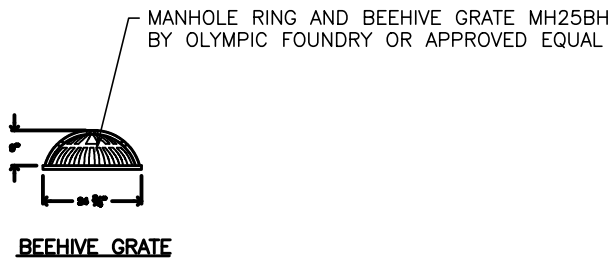 MANHOLE RING AND BEEHIVE GRATE MH25BH
BY OLYMPIC FOUNDRY OR APPROVED EQUAL
BEEHIVE GRATE